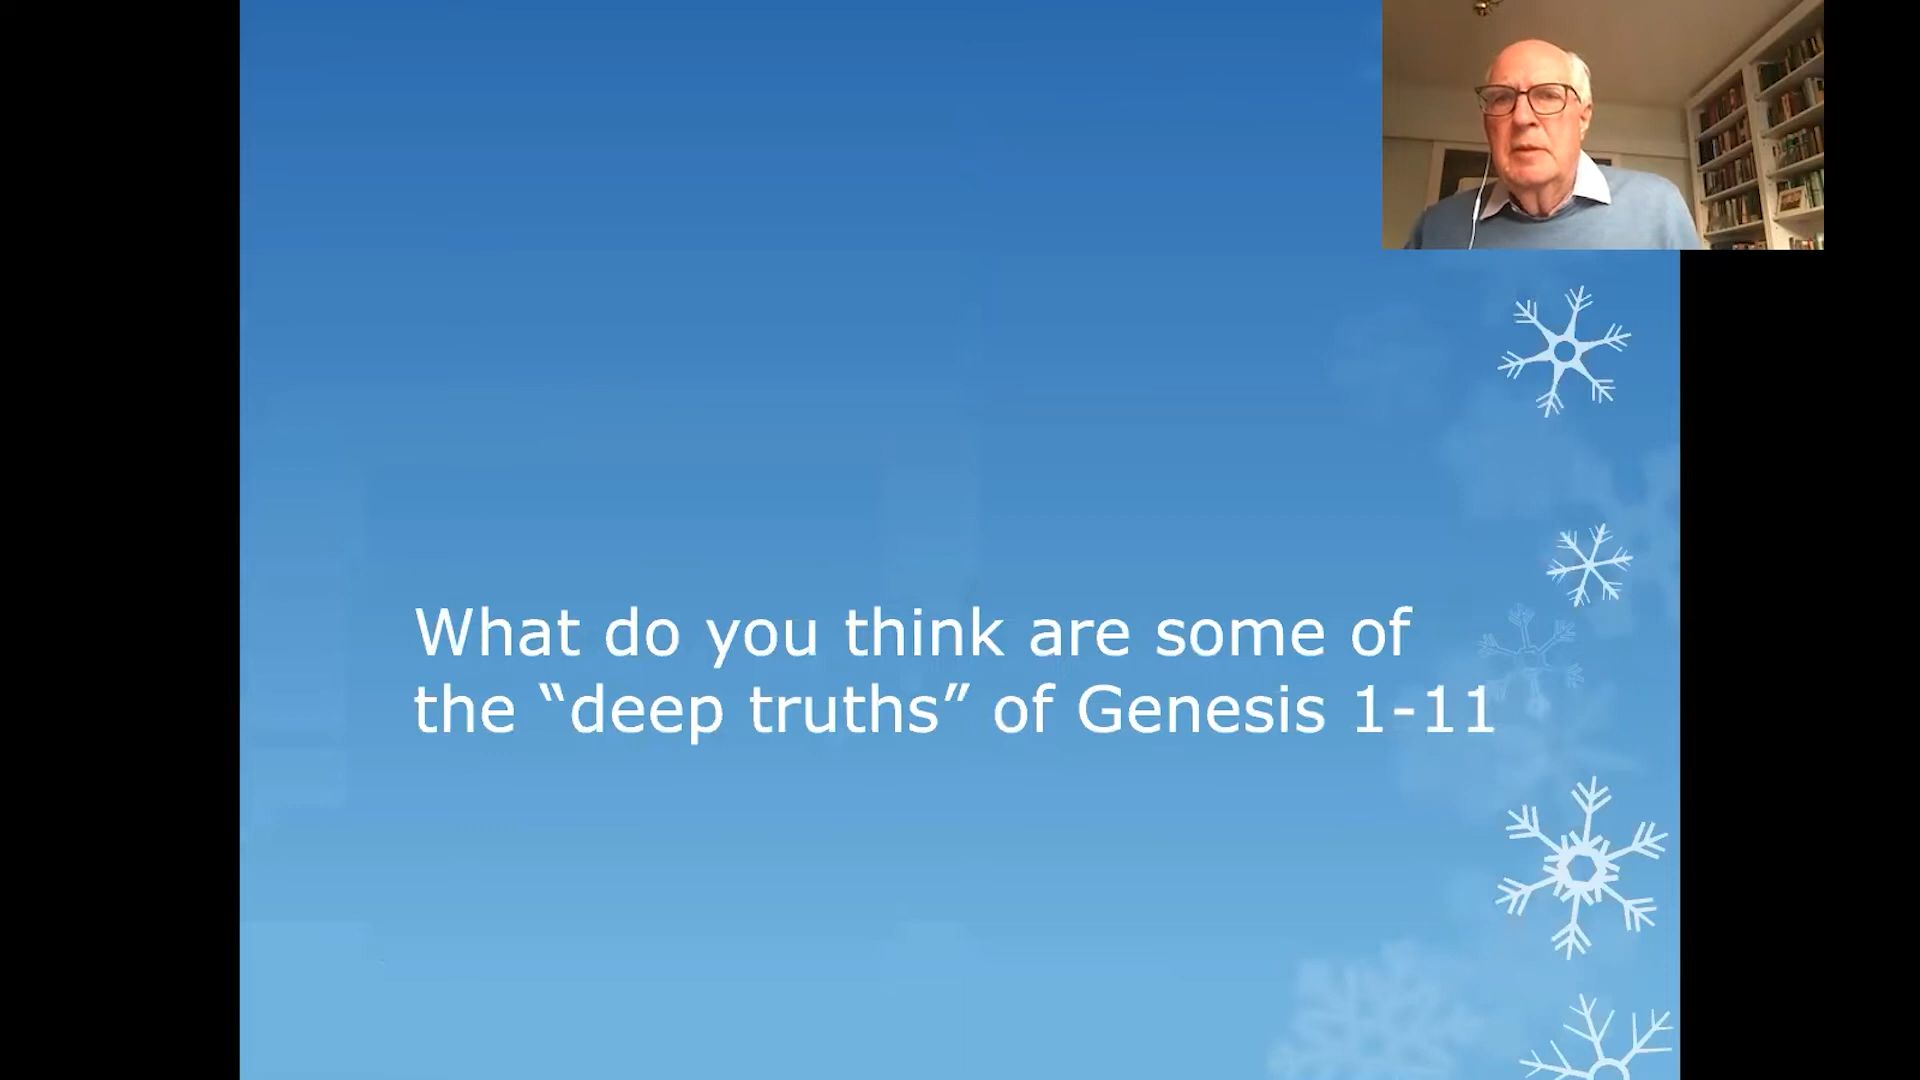 What do you think are some of
the “deep truths” of Genesis 1-11